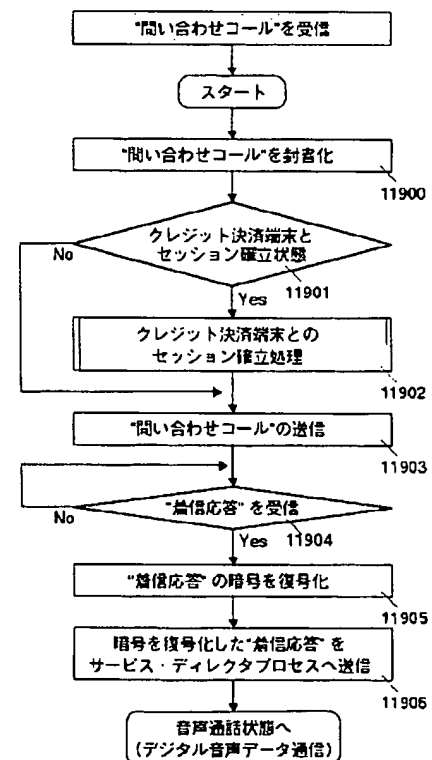 "問い合わせコール"を受信
スタート
"問い合わせコール"を封書化
11900
クレジット決済端末と
セッション確立状態
No
11901
Yes
クレジット決済端末との
セッション確立処理
11902
"問い合わせコール"の送信
11903
"着信応答"を受信
No
Yes
11904
"着信応答"の暗号を復号化
11905
暗号を復号化した"着信応答"を
サービス・ディレクタプロセスへ送信
11906
音声通話状態へ
(デジタル音声データ通信)